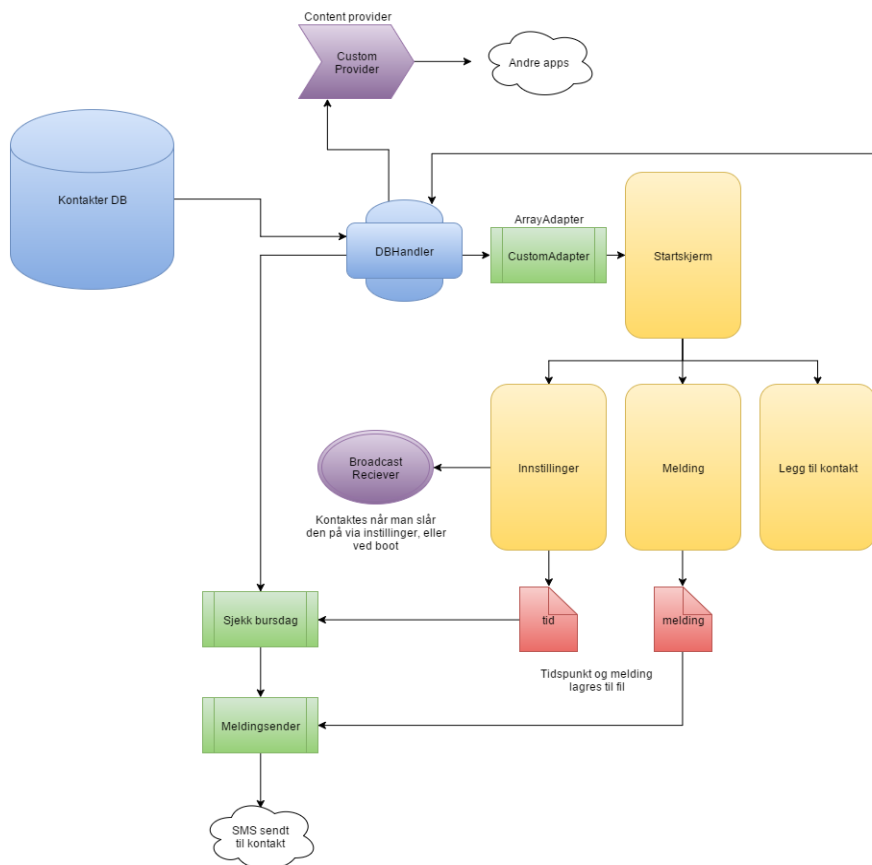 Content provider
Custom
Provider
Andre apps
Kontakter DB
DBHandler
ArrayAdapter
CustomAdapter
Startskjerm
Innstillinger
Melding
Legg til kontakt
Broadcast
Reciever
Kontaktes når man slår
den på via instillinger, eller
ved boot
Sjekk bursdag
tid
melding
Tidspunkt og melding
lagres til fil
Meldingsender
SMS sendt
til kontakt